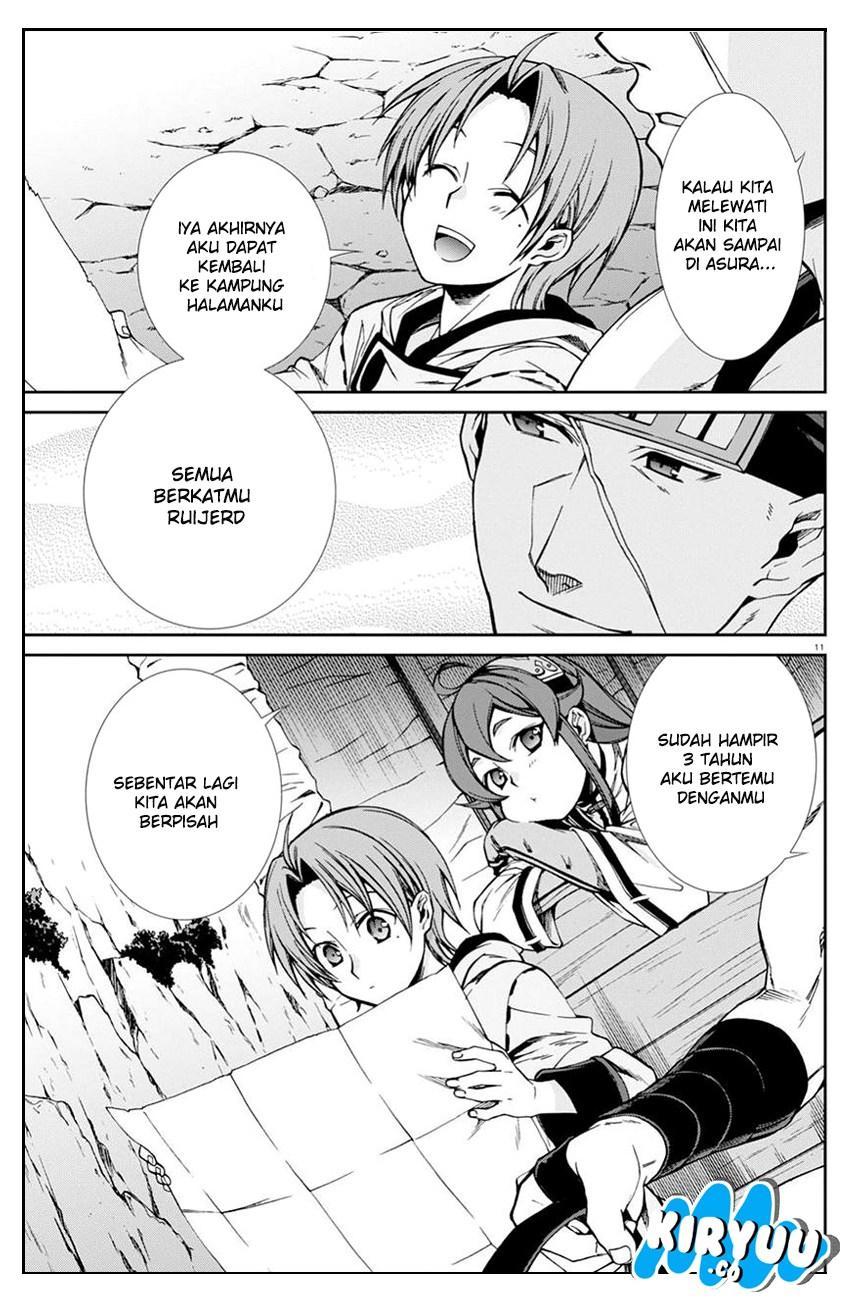 KALAU KITA
MELEWATI
INI KITA
AKAN SAMPAI
DI ASURA...
IYA AKHIRNYA
AKU DAPAT
KEMBALI
KE KAMPUNG
HALAMANKU
SEMUA
BERKATMU
RUIJERD
11
SUDAH HAMPIR
3 TAHUN
AKU BERTEMU
DENGANMU
SEBENTAR LAGI
KITA AKAN
BERPISAH
KIRYUU
.CO